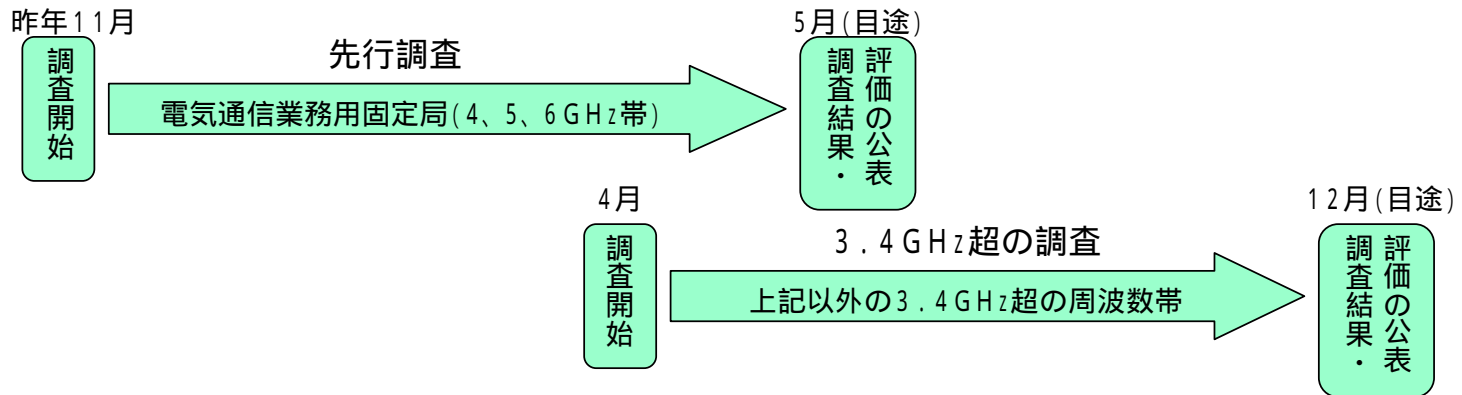 昨年11月
調査開始
先行調査
電気通信業務用固定局(4、5、6GHz帯)
5月(目途)
調査結果・
評価の公表
4月
調査開始
3.4GHz超の調査
上記以外の3.4GHz超の周波数帯
12月(目途)
調査結果・
評価の公表